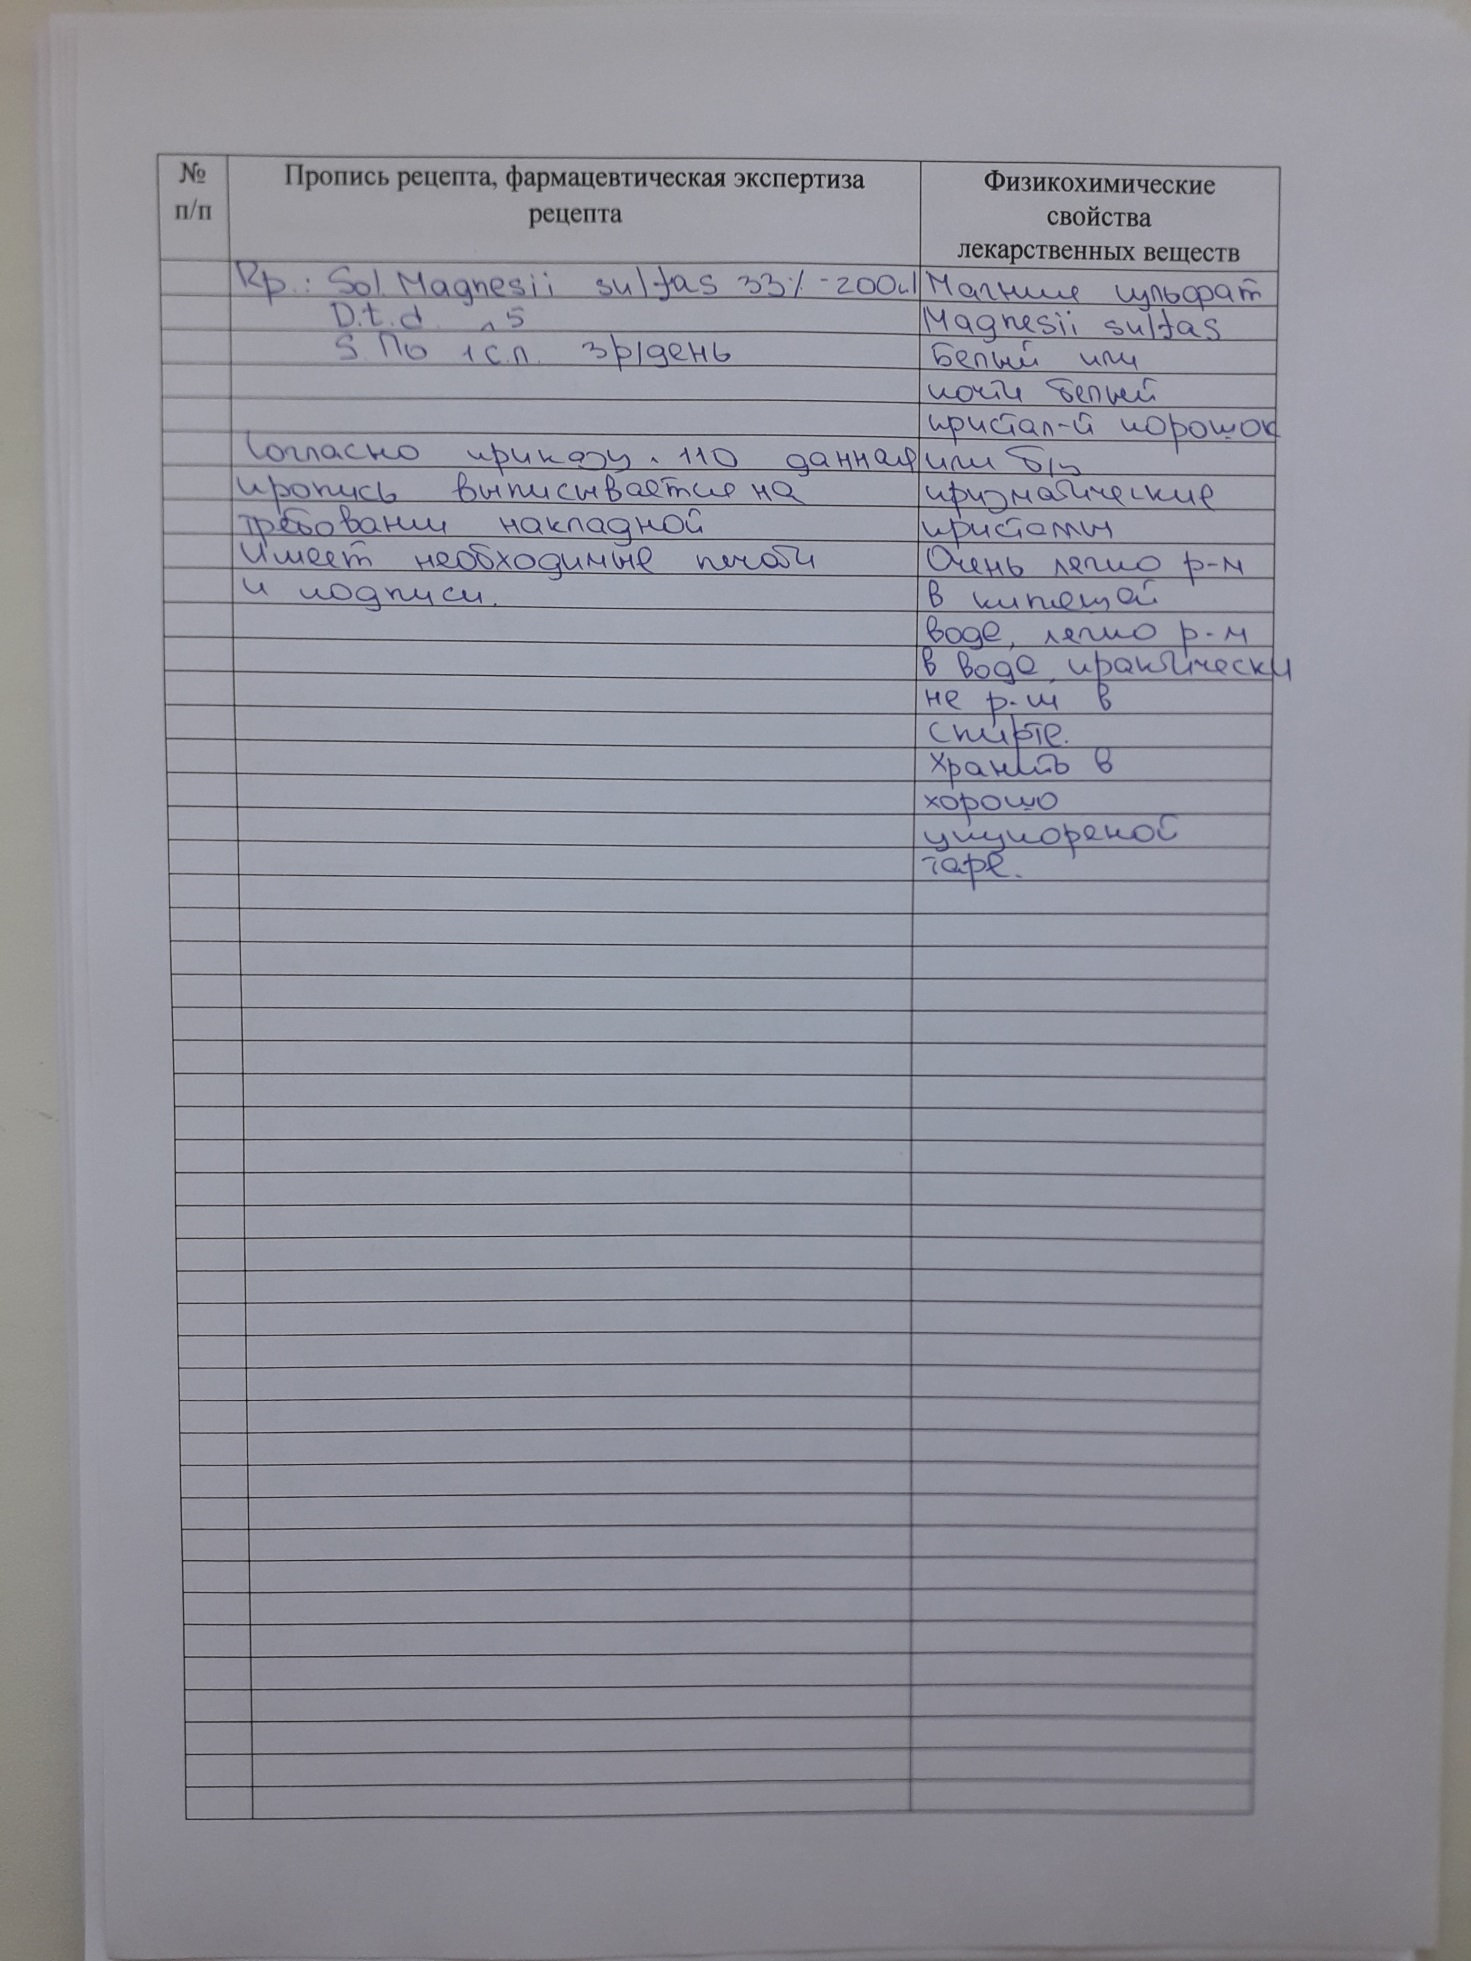 №
п/п
Пропись рецепта, фармацевтическая экспертиза
рецепта
Физикохимические
свойства
лекарственных веществ
Rp.: Sol. Magnesii sulfas 33% - 200ml
D.t.d. 5
S. По 1 с.л. 3р/день
Согласно приказу 110 данная
пропись выписывается на
требовании накладной
Имеет необходимые печати
и подписи.
Магния сульфат
Magnesii sulfas
Белый или
почти белый
кристал-й порошок
или б/ц
призматические
Очень легко р-м
в кипящей
воде, легко р-м
в воде, практически
не р-м в
спирте.
Хранить в
хорошо
укупореной
таре.